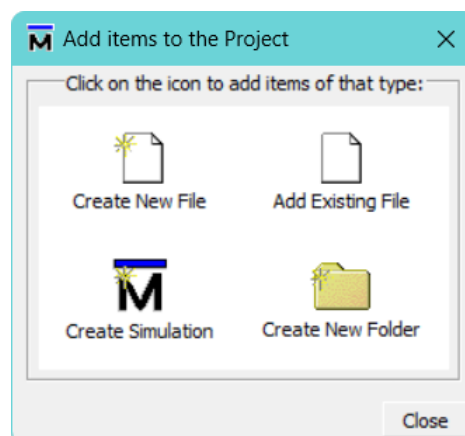 Add items to the Project
Click on the icon to add items of that type:
Create New File
Add Existing File
Create Simulation
Create New Folder
Close